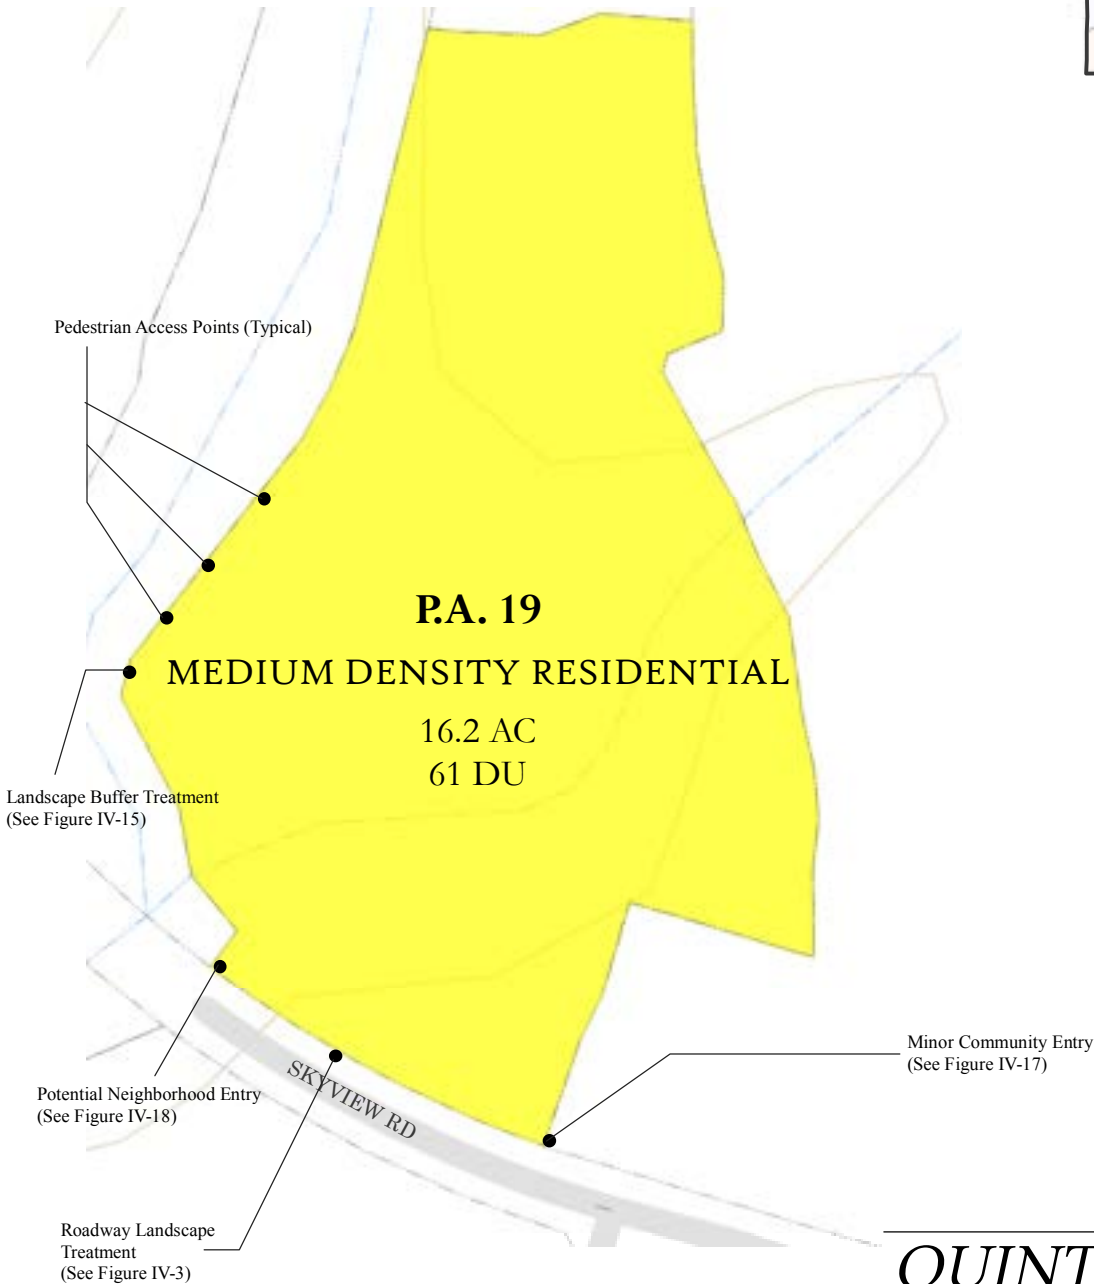 Pedestrian Access Points (Typical)
P.A. 19
MEDIUM DENSITY RESIDENTIAL
16.2 AC
61 DU
Landscape Buffer Treatment
(See Figure IV-15)
Minor Community Entry
(See Figure IV-17)
SKYVIEW RD
Potential Neighborhood Entry
(See Figure IV-18)
Roadway Landscape
Treatment
(See Figure IV-3)
QUINT